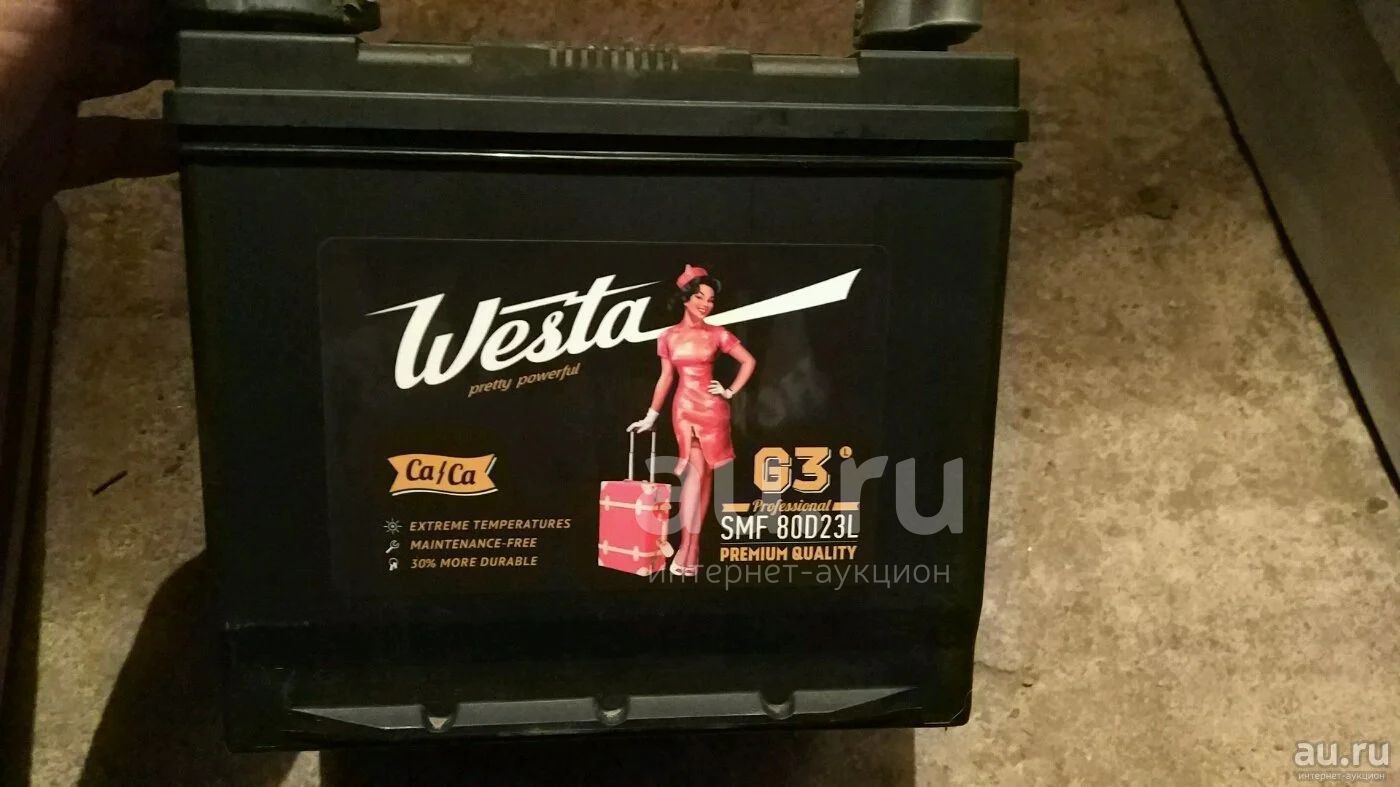 Westa
pretty powerful
Ca/Ca
EXTREME TEMPERATURES
MAINTENANCE-FREE
30% MORE DURABLE
G3 L
Professional
SMF 80D23L
PREMIUM QUALITY
au.ru
интернет-аукцион
au.ru
интернет-аукцион